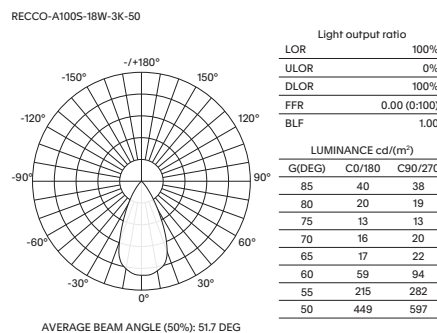 RECCO-A100S-18W-3K-50
-/+180°
-150° 150°
-120° 120°
-90° 90°
-60° 60°
-30° 30°
0°
AVERAGE BEAM ANGLE (50%): 51.7 DEG
Light output ratio
LOR 100%
ULOR 0%
DLOR 100%
FFR 0.00 (0:100)
BLF 1.00
LUMINANCE cd/(m²)
G(DEG) C0/180 C90/270
85 40 38
80 20 19
75 13 13
70 16 20
65 17 22
60 59 94
55 215 282
50 449 597